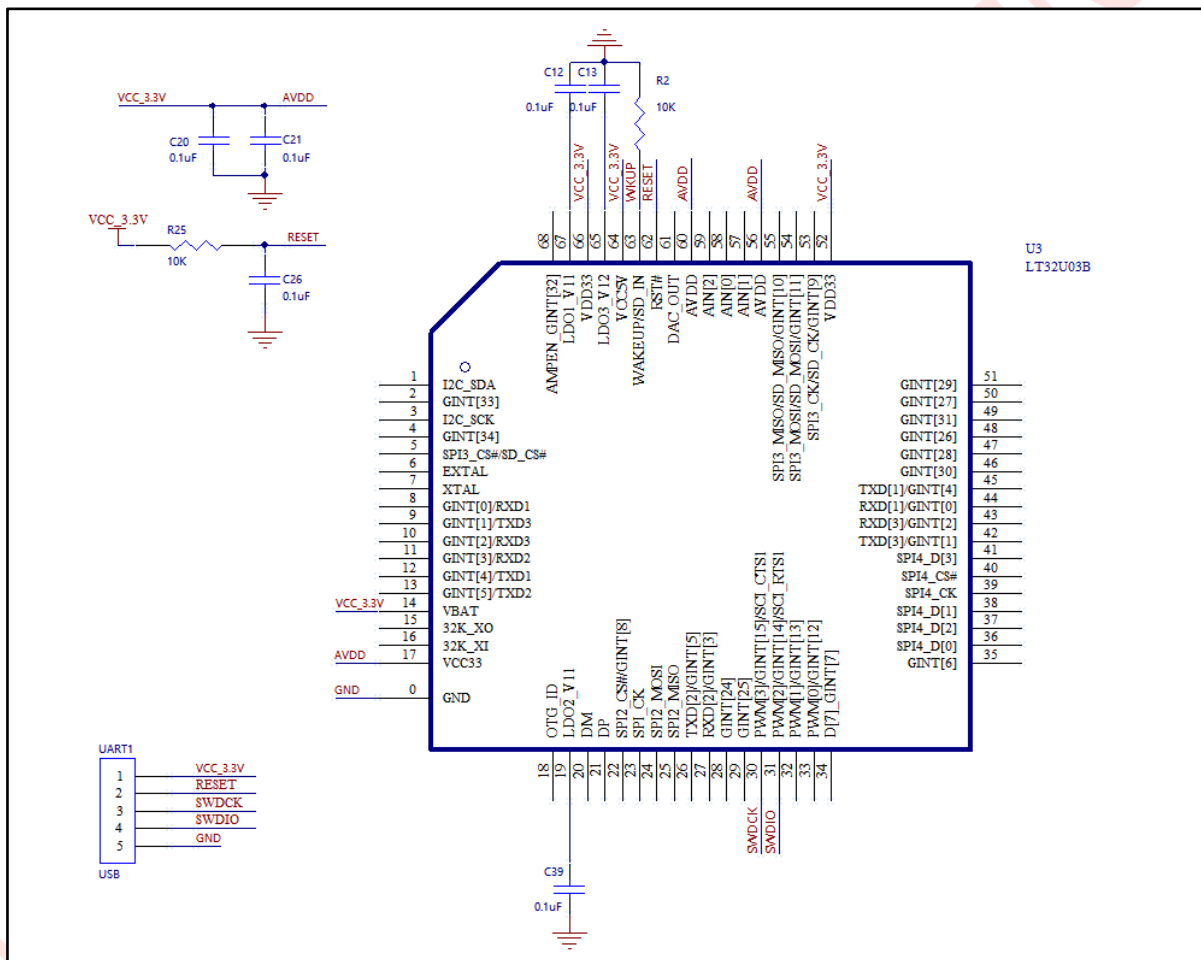 C12
C13
R2
0.1uF
0.1uF
10K
VCC_3.3V
AVDD
C20
0.1uF
C21
0.1uF
VCC_3.3V
R25
10K
RESET
C26
0.1uF
VCC_3.3V
VCC_3.3V
WKUP
RESET
AVDD
AVDD
VCC_3.3V
68
67
66
65
64
63
62
61
60
59
58
57
56
55
54
53
52
AMPEN_GINT[32]
LDO1_V11
VDD33
LDO3_V12
VCC5V
WAKEUP/SD_IN
RST#
DAC_OUT
AVDD
AIN[2]
AIN[0]
AIN[1]
AVDD
SPI3_MISO/SD_MISO/GINT[10]
SPI3_MOSI/SD_MOSI/GINT[11]
SPI3_CK/SD_CK/GINT[9]
VDD33
U3
LT32U03B
1 I2C_SDA
2 GINT[33]
3 I2C_SCK
4 GINT[34]
5 SPI3_CS#/SD_CS#
6 EXTAL
7 XTAL
8 GINT[0]/RXD1
9 GINT[1]/TXD3
10 GINT[2]/RXD3
11 GINT[3]/RXD2
12 GINT[4]/TXD1
13 GINT[5]/TXD2
VCC_3.3V 14 VBAT
15 32K_XO
16 32K_XI
AVDD 17 VCC33
GND 0 GND
GINT[29] 51
GINT[27] 50
GINT[31] 49
GINT[26] 48
GINT[28] 47
GINT[30] 46
TXD[1]/GINT[4] 45
RXD[1]/GINT[0] 44
RXD[3]/GINT[2] 43
TXD[3]/GINT[1] 42
SPI4_D[3] 41
SPI4_CS# 40
SPI4_CK 39
SPI4_D[1] 38
SPI4_D[2] 37
SPI4_D[0] 36
GINT[6] 35
OTG_ID
LDO2_V11
DM
DP
SPI2_CS#/GINT[8]
SPI_CK
SPI2_MOSI
SPI2_MISO
TXD[2]/GINT[5]
RXD[2]/GINT[3]
GINT[24]
GINT[25]
PWM[3]/GINT[15]/SCI_CTS1
PWM[2]/GINT[14]/SCI_RTS1
PWM[1]/GINT[13]
PWM[0]/GINT[12]
D[7]_GINT[7]
18
19
20
21
22
23
24
25
26
27
28
29
30
31
32
33
34
SWDCK
SWDIO
UART1
1 VCC_3.3V
2 RESET
3 SWDCK
4 SWDIO
5 GND
USB
C39
0.1uF